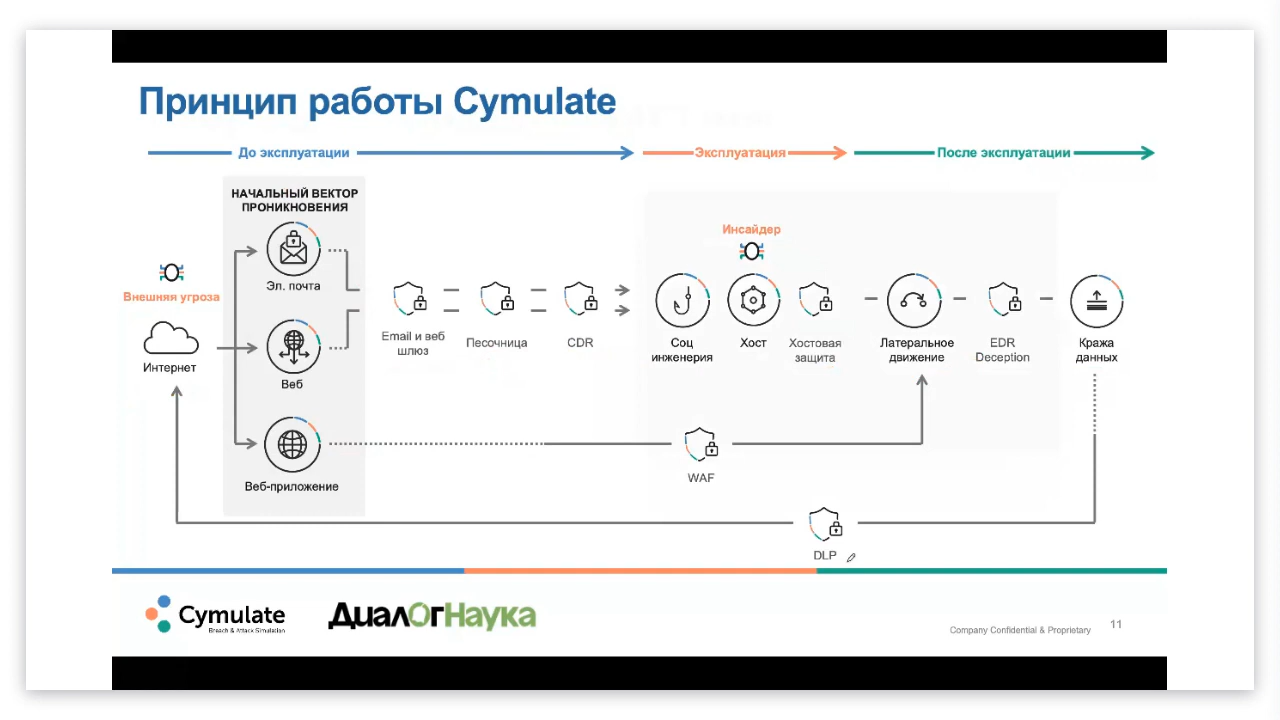 Принцип работы Cymulate
До эксплуатации
Эксплуатация
После эксплуатации
НАЧАЛЬНЫЙ ВЕКТОР
ПРОНИКНОВЕНИЯ
Инсайдер
Внешняя угроза
Эл. почта
Интернет
Веб
Email и веб
шлюз
Песочница
CDR
Соц
инженерия
Хост
Хостовая
защита
Латеральное
движение
EDR
Deception
Кража
данных
Веб-приложение
WAF
DLP
Cymulate
Breach & Attack Simulation
ДиалогНаука
Company Confidential & Proprietary
11